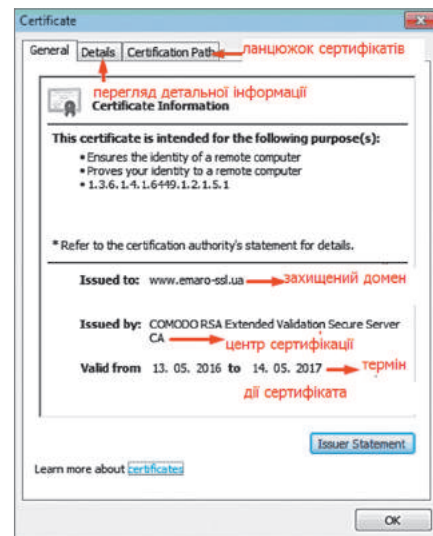 Certificate
General Details Certification Path ланцюжок сертифікатів
перегляд детальної інформації
Certificate Information
This certificate is intended for the following purpose(s):
• Ensures the identity of a remote computer
• Proves your identity to a remote computer
• 1.3.6.1.4.1.6449.1.2.1.5.1
* Refer to the certification authority's statement for details.
Issued to: www.emaro-ssl.ua захищений домен
Issued by: COMODO RSA Extended Validation Secure Server
CA центр сертифікації
Valid from 13. 05. 2016 to 14. 05. 2017 термін
дії сертифіката
Issuer Statement
Learn more about certificates
OK